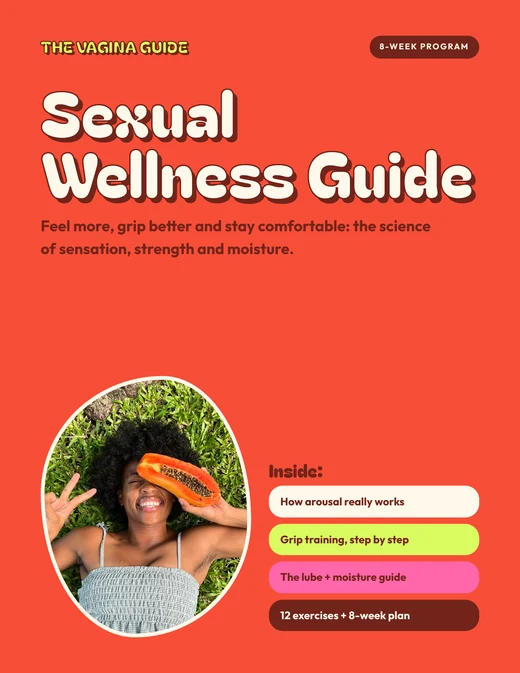 THE VAGINA GUIDE
8-WEEK PROGRAM
Sexual
Wellness Guide
Feel more, grip better and stay comfortable: the science
of sensation, strength and moisture.
Inside:
How arousal really works
Grip training, step by step
The lube + moisture guide
12 exercises + 8-week plan